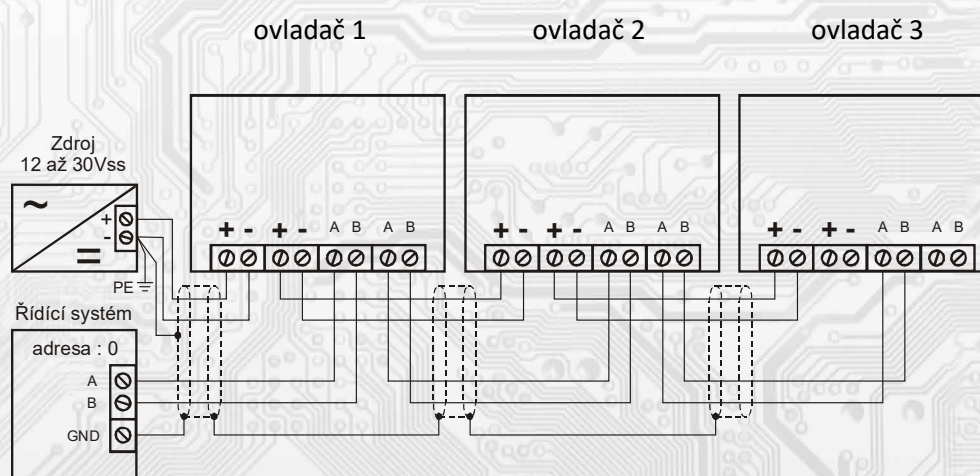 ovladač 1
ovladač 2
ovladač 3
Zdroj
12 až 30Vss
+
-
PE
+ - + - A B A B
+ - + - A B A B
+ - + - A B A B
Řídící systém
adresa : 0
A
B
GND